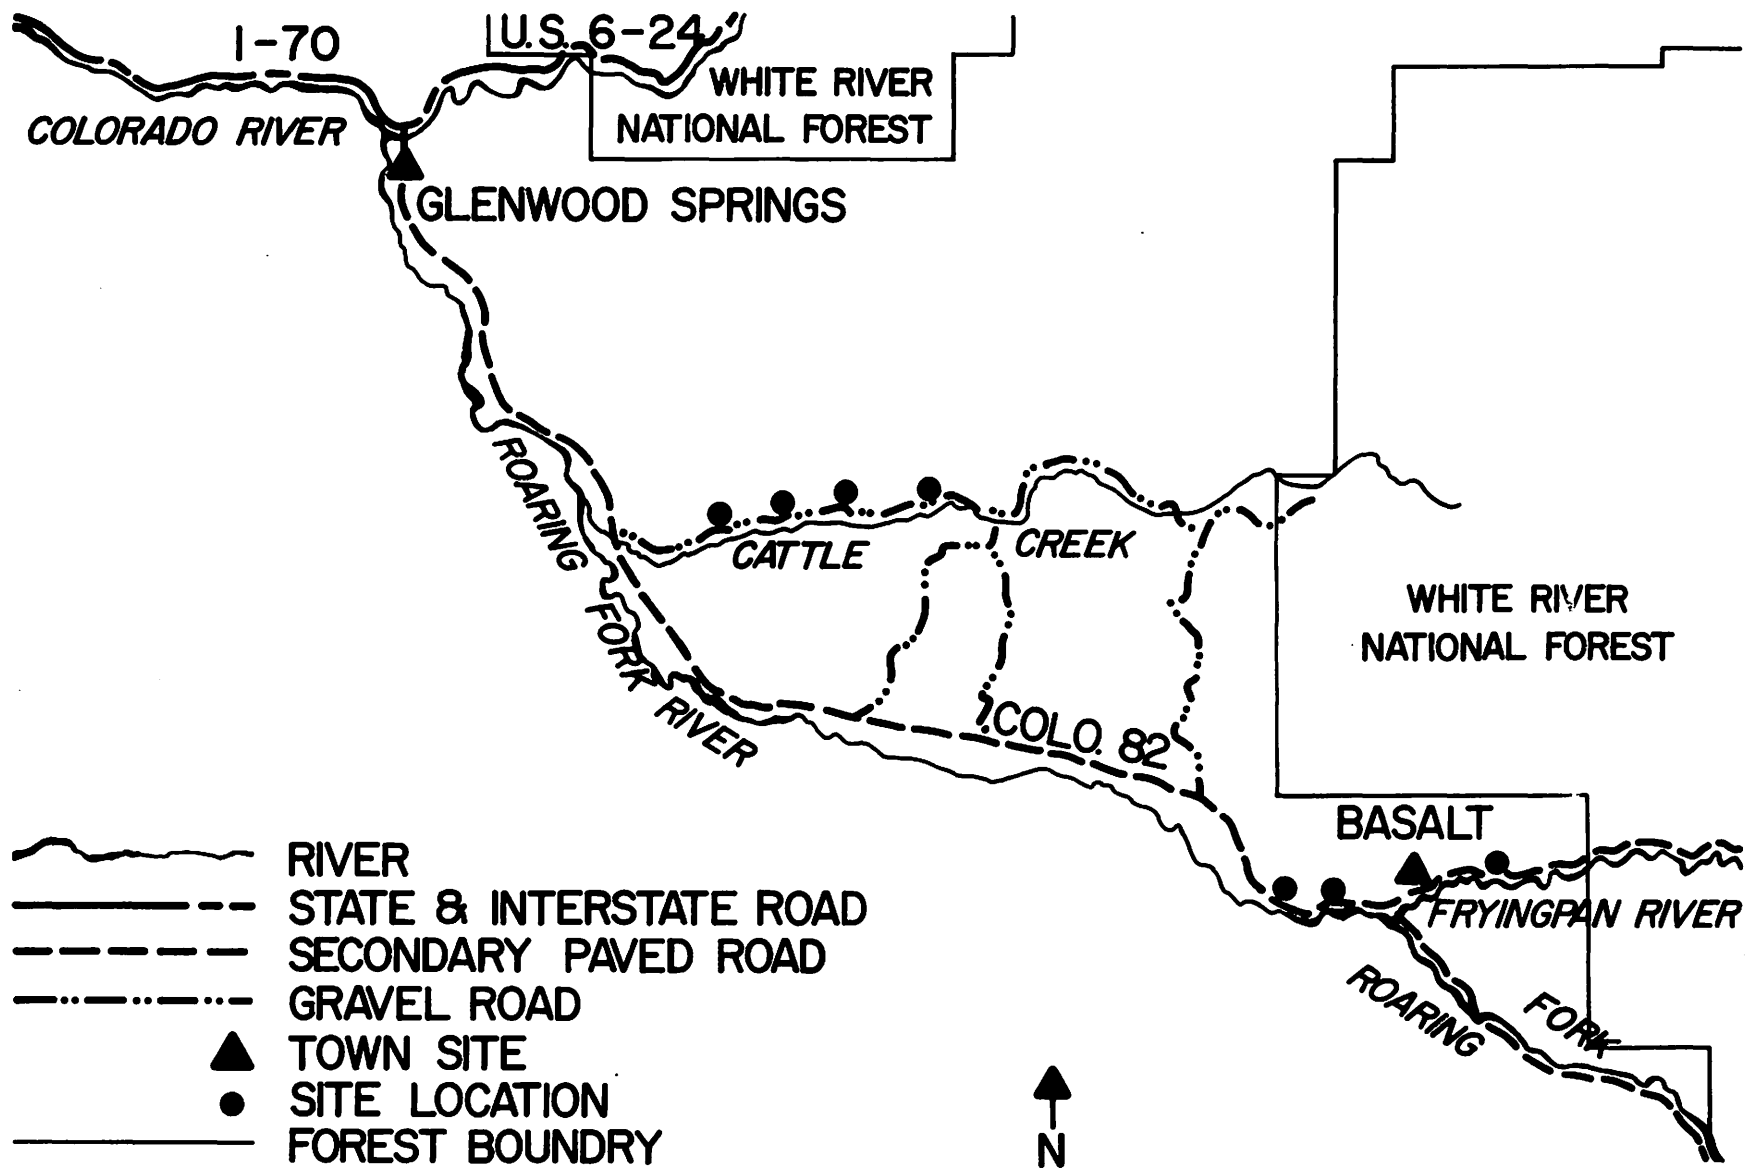 I-70
U.S. 6-24
WHITE RIVER
NATIONAL FOREST
COLORADO RIVER
GLENWOOD SPRINGS
ROARING
FORK
RIVER
CATTLE
CREEK
WHITE RIVER
NATIONAL FOREST
COLO. 82
BASALT
FRYINGPAN RIVER
ROARING
FORK
RIVER
STATE & INTERSTATE ROAD
SECONDARY PAVED ROAD
GRAVEL ROAD
TOWN SITE
SITE LOCATION
FOREST BOUNDRY
N